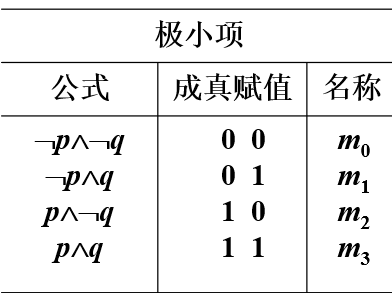 极小项
公式 成真赋值 名称
¬p∧¬q 0 0 m₀
¬p∧q 0 1 m₁
p∧¬q 1 0 m₂
p∧q 1 1 m₃